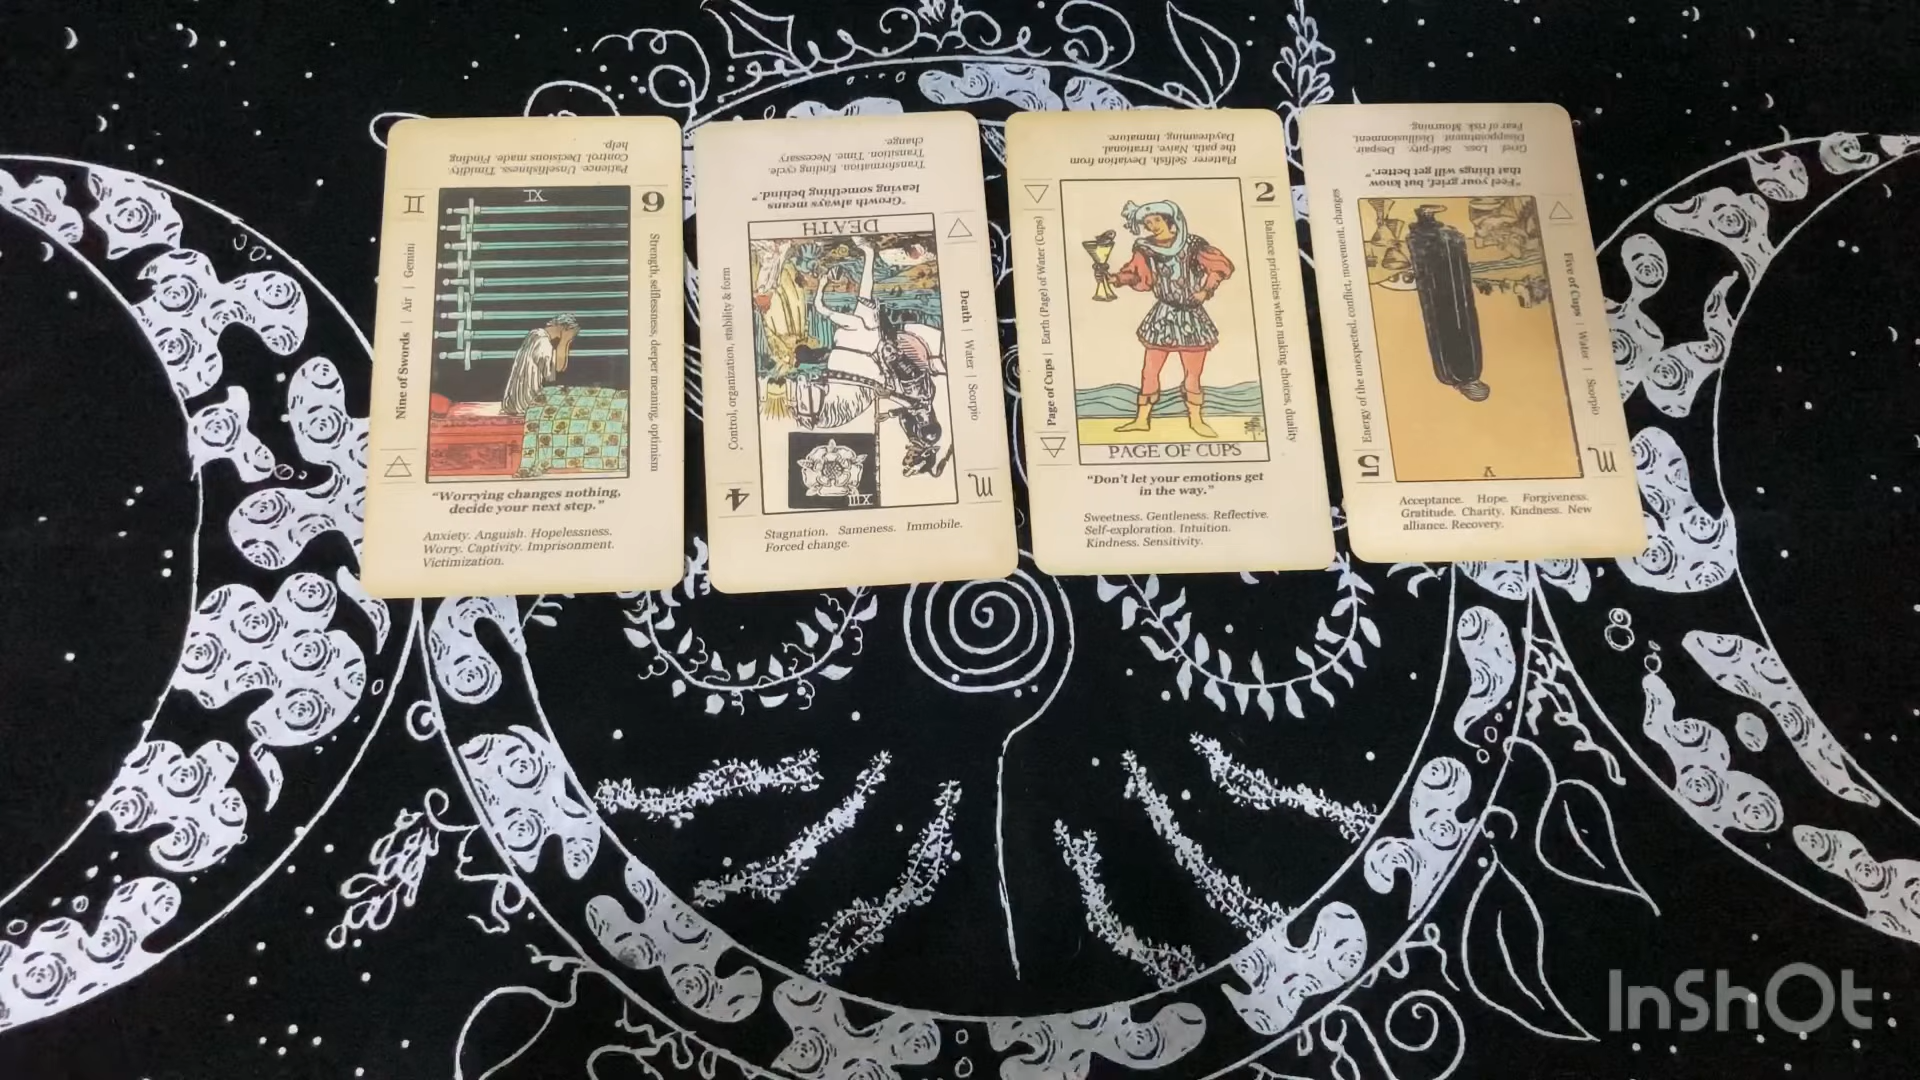 Patience. Unselfishness. Timidity.
Control. Decisions made. Finding
help.
IX
9
Nine of Swords | Air | Gemini
Strength, selflessness, deeper meaning, optimism
"Worrying changes nothing,
decide your next step."
Anxiety. Anguish. Hopelessness.
Worry. Captivity. Imprisonment.
Victimization.
Transformation. Ending cycle.
Transition. Time. Necessary
change.
"Growth always means
leaving something behind."
DEATH
XIII
4
Control, organization, stability & form
Death | Water | Scorpio
Stagnation. Sameness. Immobile.
Forced change.
Flatterer. Selfish. Deviation from
the path. Naive. Irrational.
Daydreaming. Immature.
2
Page of Cups | Earth (Page) of Water (Cups)
Balance priorities when making choices, duality
PAGE OF CUPS
"Don't let your emotions get
in the way."
Sweetness. Gentleness. Reflective.
Self-exploration. Intuition.
Kindness. Sensitivity.
Grief. Loss. Self-pity. Despair.
Disappointment. Disillusionment.
Fear of risk. Mourning.
"Feel your grief, but know
that things will get better."
Energy of the unexpected, conflict, movement, changes
Five of Cups | Water | Scorpio
V
5
Acceptance. Hope. Forgiveness.
Gratitude. Charity. Kindness. New
alliance. Recovery.
InShOt